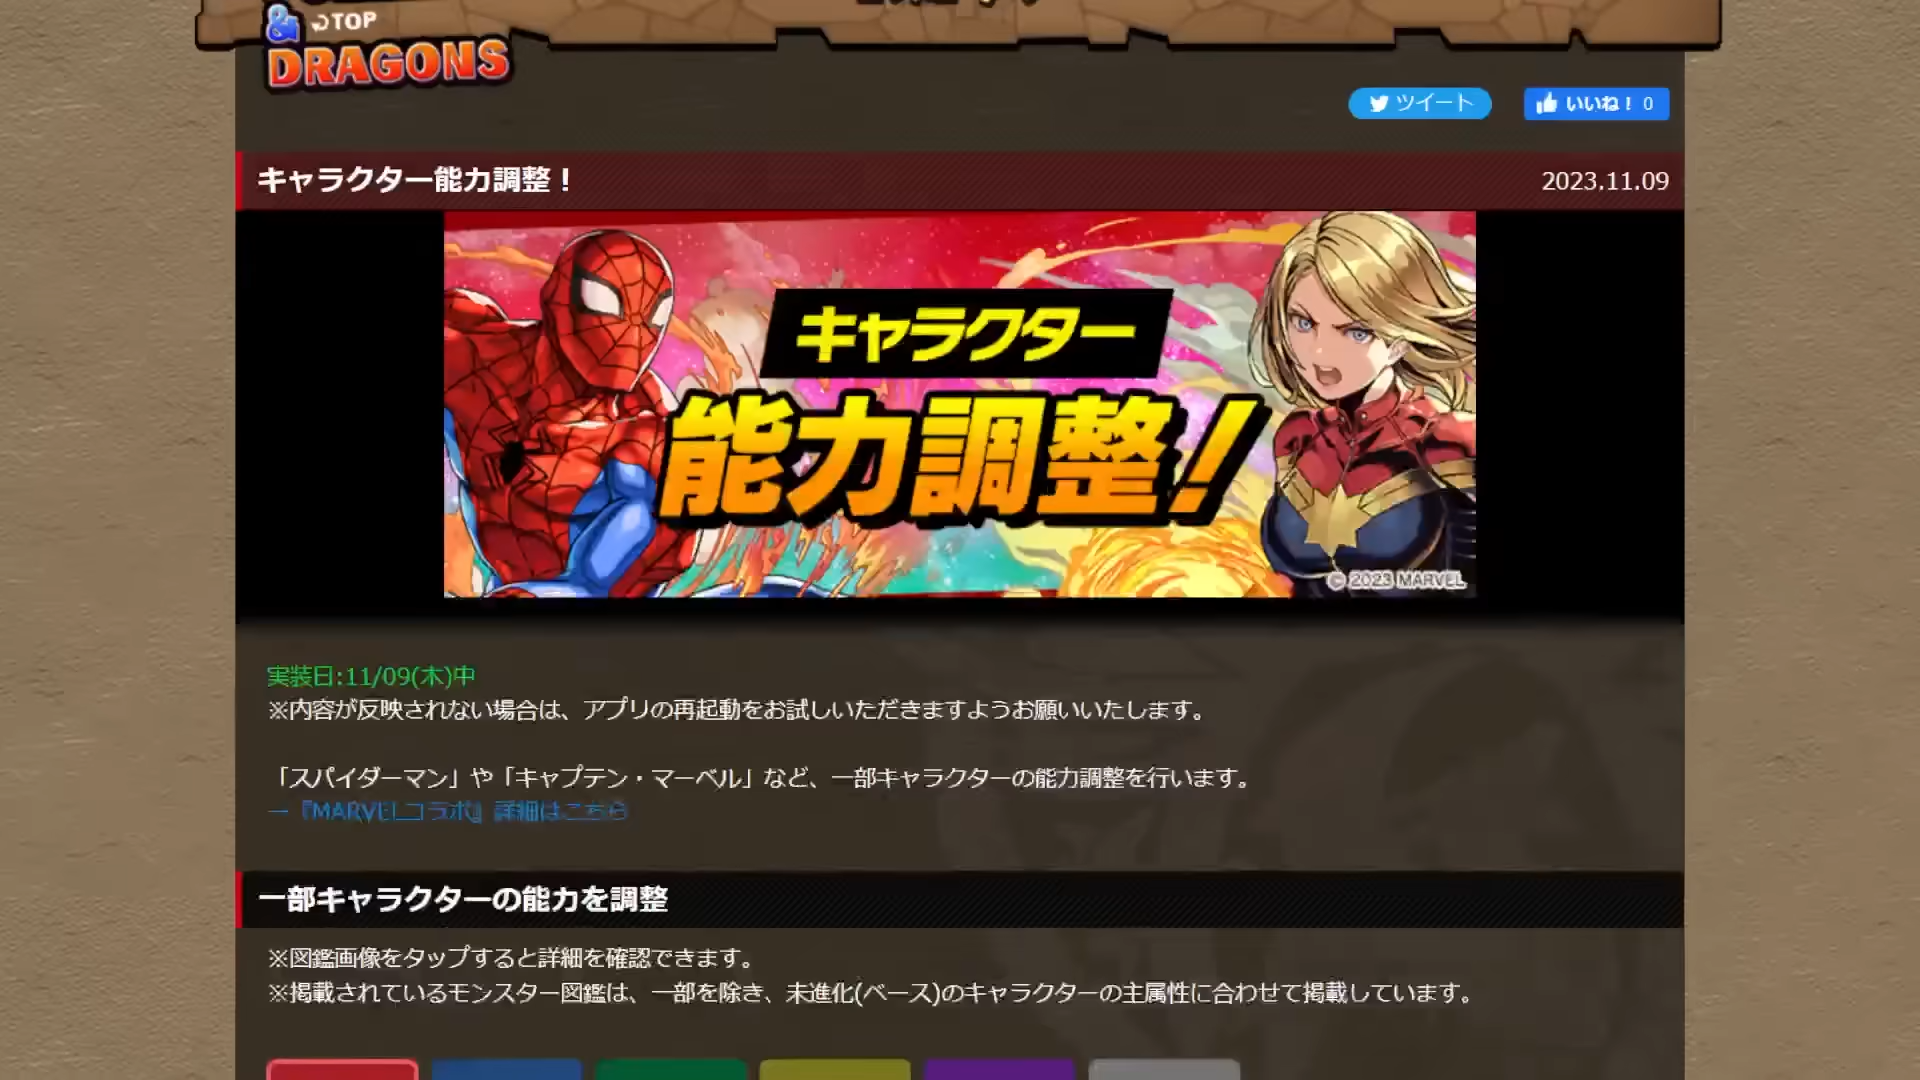 & TOP
DRAGONS
ツイート
いいね！ 0
キャラクター能力調整！
2023.11.09
キャラクター
能力調整！
© 2023 MARVEL
実装日:11/09(木)中
※内容が反映されない場合は、アプリの再起動をお試しいただきますようお願いいたします。
「スパイダーマン」や「キャプテン・マーベル」など、一部キャラクターの能力調整を行います。
→『MARVELコラボ』詳細はこちら
一部キャラクターの能力を調整
※図鑑画像をタップすると詳細を確認できます。
※掲載されているモンスター図鑑は、一部を除き、未進化(ベース)のキャラクターの主属性に合わせて掲載しています。